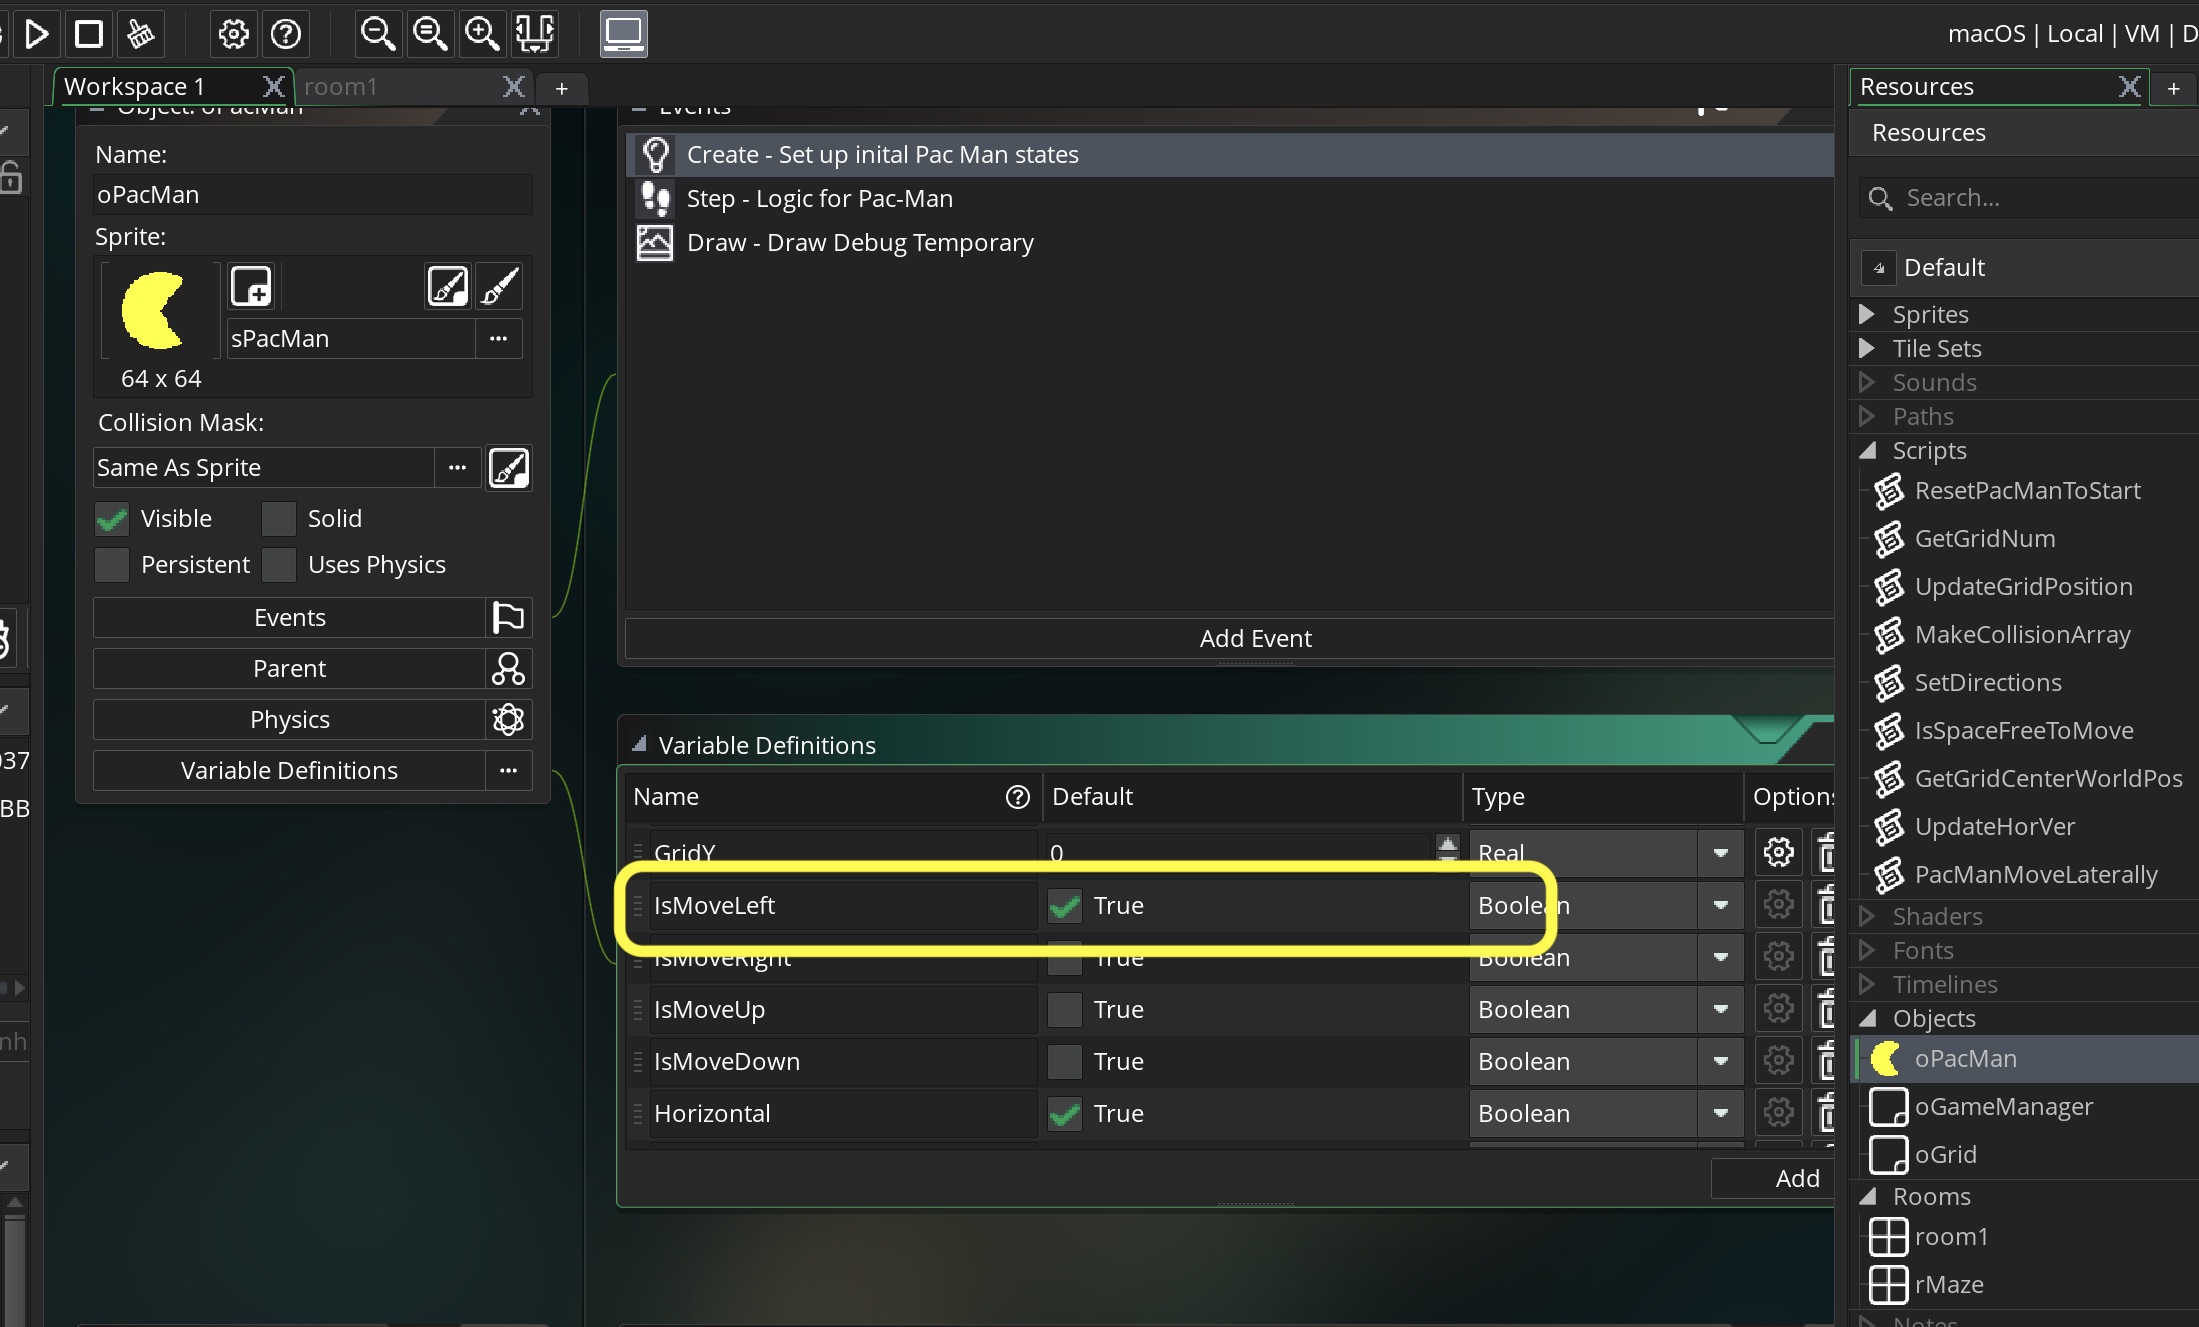 macOS | Local | VM | D
Workspace 1
room1
+
Object: oPacMan
Name:
oPacMan
Sprite:
sPacMan
...
64 x 64
Collision Mask:
Same As Sprite
...
Visible
Solid
Persistent
Uses Physics
Events
Parent
Physics
Variable Definitions
...
Events
Create - Set up inital Pac Man states
Step - Logic for Pac-Man
Draw - Draw Debug Temporary
Add Event
Variable Definitions
Name ? Default Type Options
GridY 0 Real
IsMoveLeft True Boolean
IsMoveRight True Boolean
IsMoveUp True Boolean
IsMoveDown True Boolean
Horizontal True Boolean
Add
037
BB
nh
Resources
+
Resources
Search...
Default
Sprites
Tile Sets
Sounds
Paths
Scripts
ResetPacManToStart
GetGridNum
UpdateGridPosition
MakeCollisionArray
SetDirections
IsSpaceFreeToMove
GetGridCenterWorldPos
UpdateHorVer
PacManMoveLaterally
Shaders
Fonts
Timelines
Objects
oPacMan
oGameManager
oGrid
Rooms
room1
rMaze
Notes